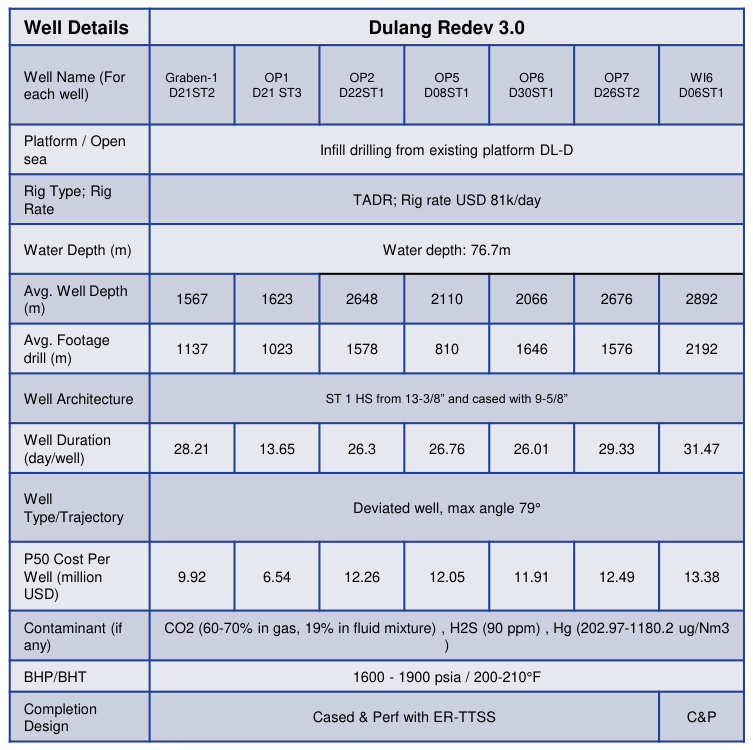 Well Details
Dulang Redev 3.0
Well Name (For
each well)
Graben-1
D21ST2
OP1
D21 ST3
OP2
D22ST1
OP5
D08ST1
OP6
D30ST1
OP7
D26ST2
WI6
D06ST1
Platform / Open
sea
Infill drilling from existing platform DL-D
Rig Type; Rig
Rate
TADR; Rig rate USD 81k/day
Water Depth (m)
Water depth: 76.7m
Avg. Well Depth
(m)
1567
1623
2648
2110
2066
2676
2892
Avg. Footage
drill (m)
1137
1023
1578
810
1646
1576
2192
Well Architecture
ST 1 HS from 13-3/8” and cased with 9-5/8”
Well Duration
(day/well)
28.21
13.65
26.3
26.76
26.01
29.33
31.47
Well
Type/Trajectory
Deviated well, max angle 79°
P50 Cost Per
Well (million
USD)
9.92
6.54
12.26
12.05
11.91
12.49
13.38
Contaminant (if
any)
CO2 (60-70% in gas, 19% in fluid mixture) , H2S (90 ppm) , Hg (202.97-1180.2 ug/Nm3
)
BHP/BHT
1600 - 1900 psia / 200-210°F
Completion
Design
Cased & Perf with ER-TTSS
C&P